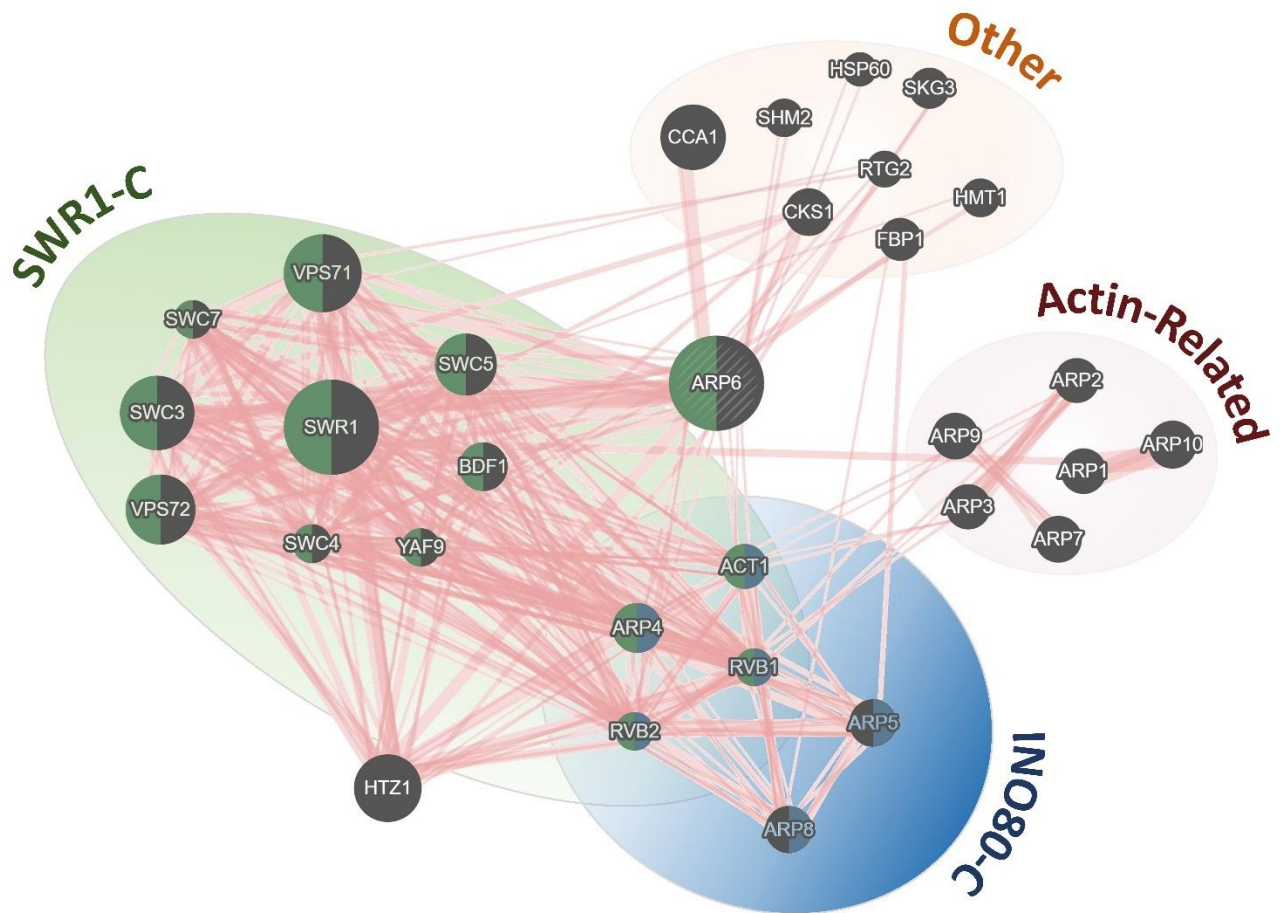 Other
HSP60
SKG3
SHM2
CCA1
RTG2
HMT1
CKS1
FBP1
SWR1-C
VPS71
SWC7
SWC5
SWC3
SWR1
BDF1
VPS72
SWC4
YAF9
ARP6
Actin-Related
ARP2
ARP9
ARP10
ARP1
ARP3
ARP7
ACT1
ARP4
RVB1
RVB2
ARP5
ARP8
HTZ1
INO80-C